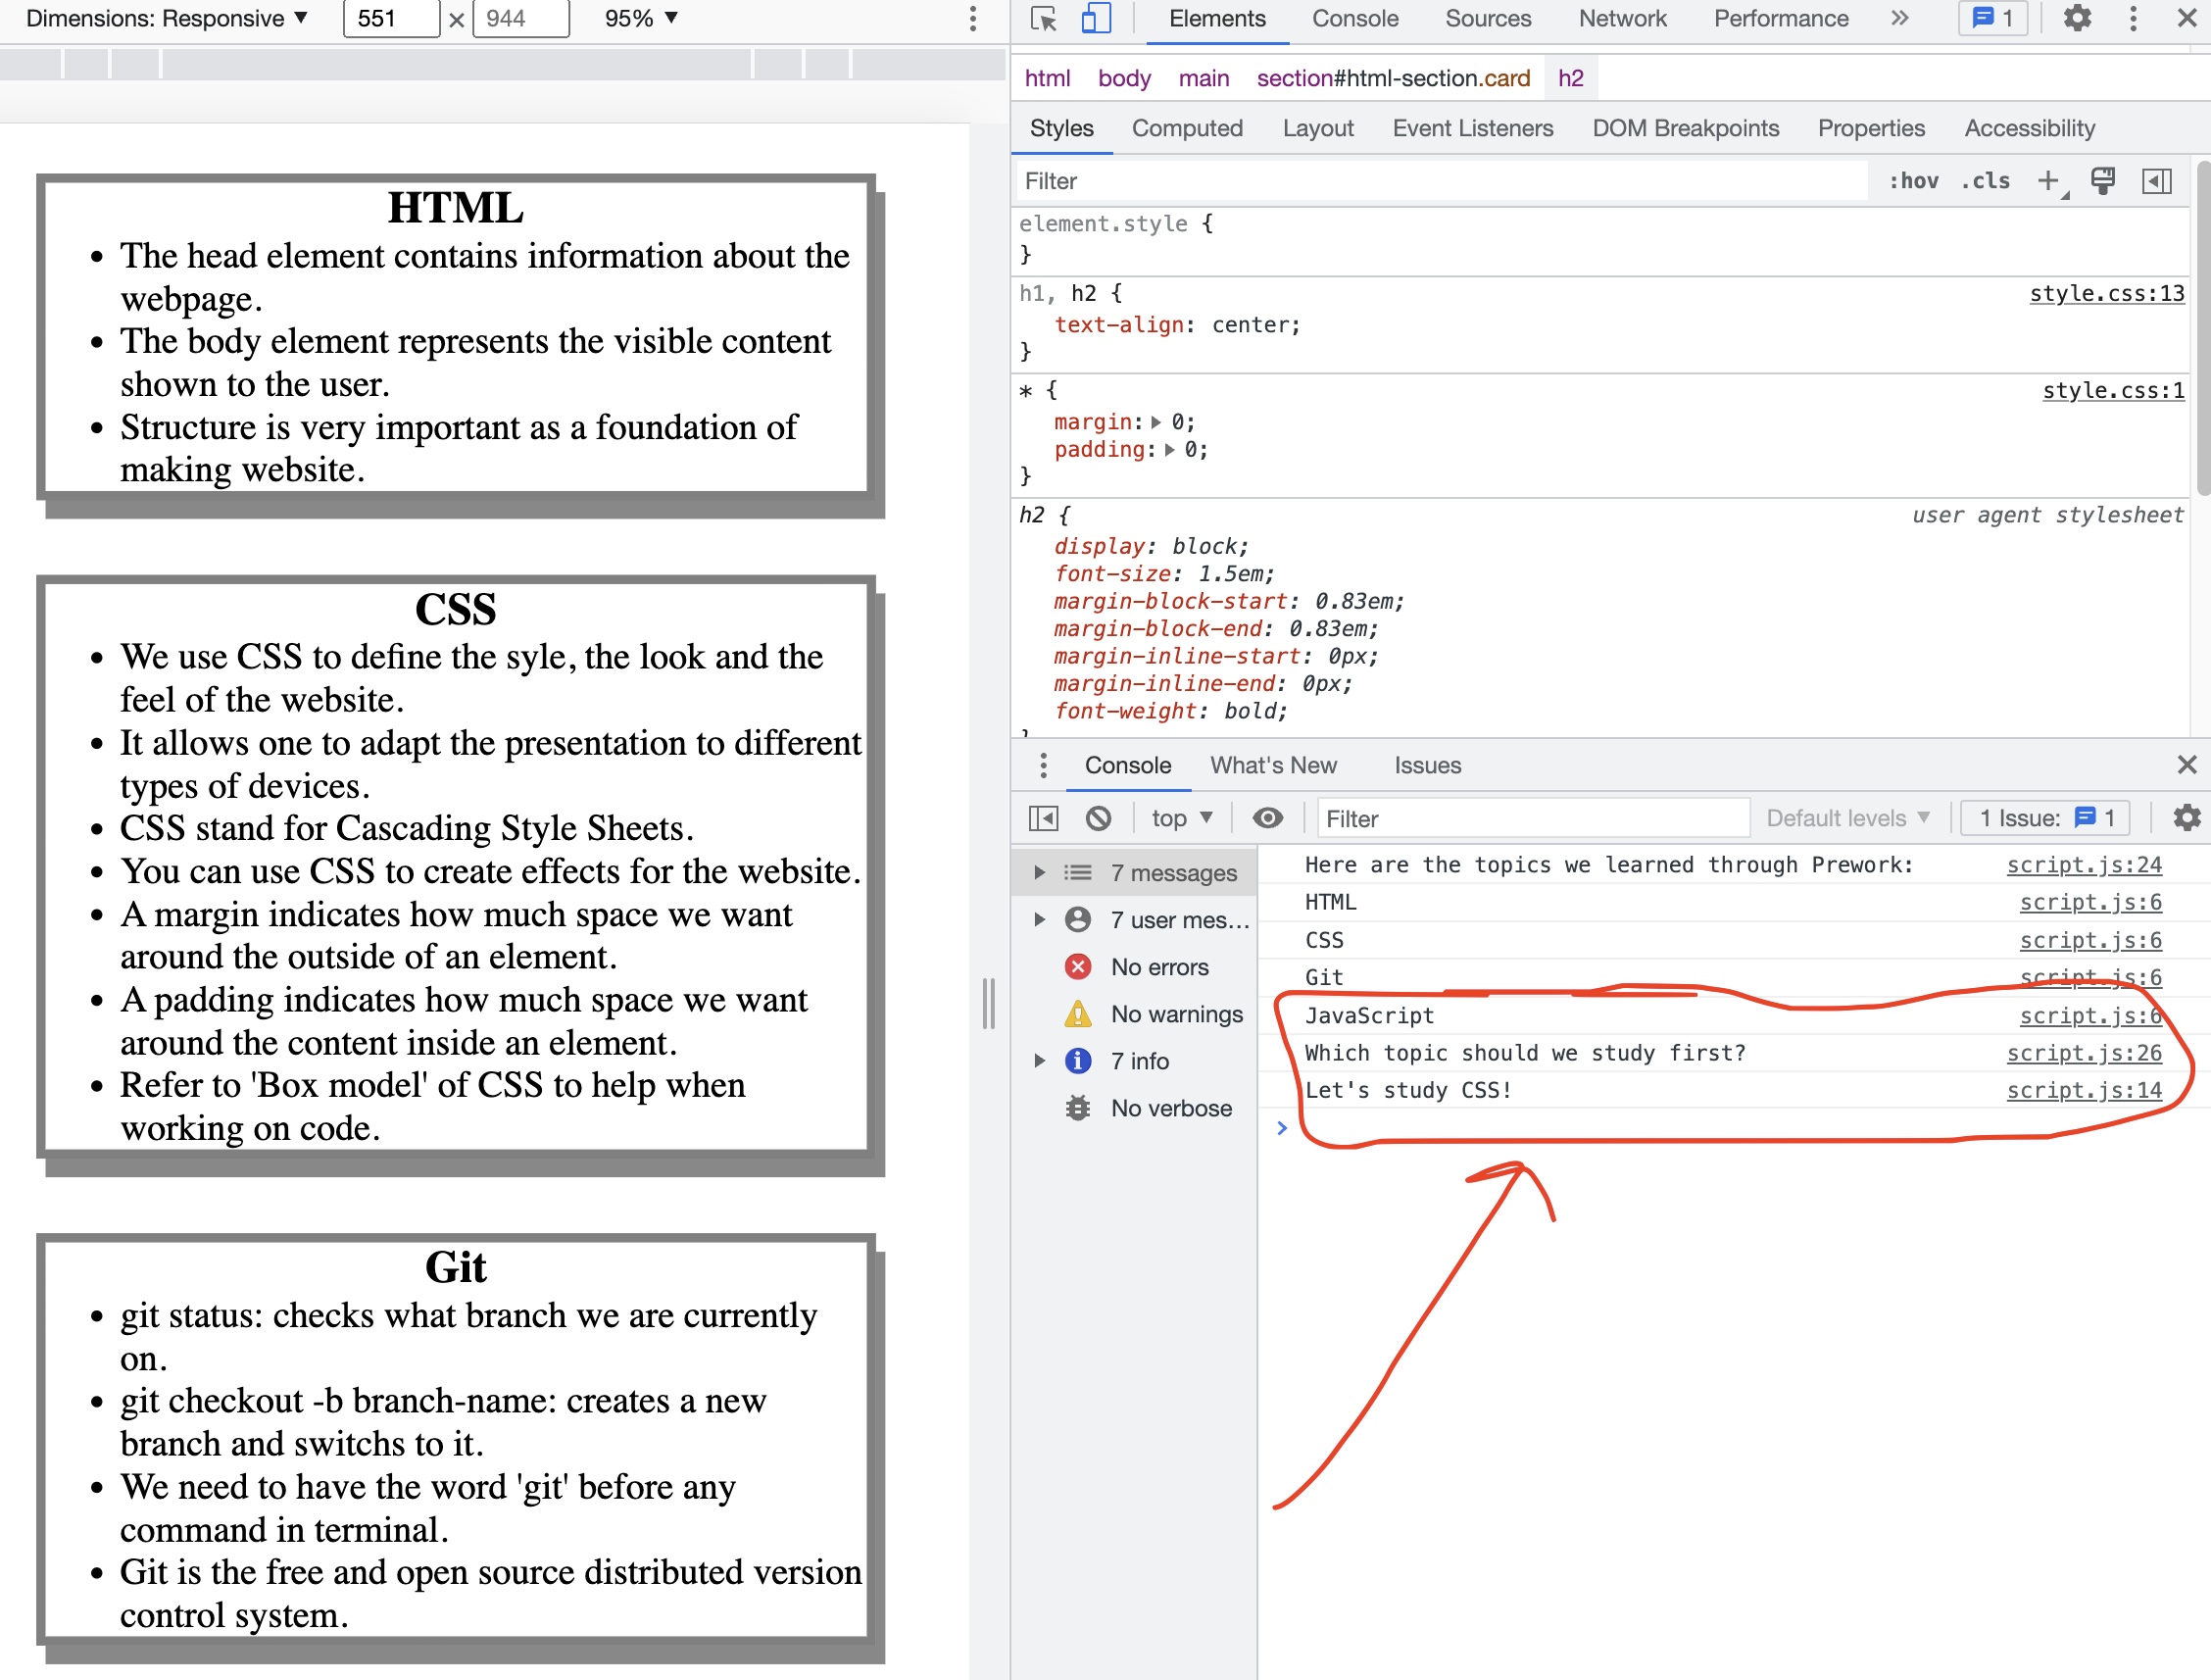 Dimensions: Responsive ▼ 551 × 944 95% ▼
HTML
• The head element contains information about the
webpage.
• The body element represents the visible content
shown to the user.
• Structure is very important as a foundation of
making website.
CSS
• We use CSS to define the syle, the look and the
feel of the website.
• It allows one to adapt the presentation to different
types of devices.
• CSS stand for Cascading Style Sheets.
• You can use CSS to create effects for the website.
• A margin indicates how much space we want
around the outside of an element.
• A padding indicates how much space we want
around the content inside an element.
• Refer to 'Box model' of CSS to help when
working on code.
Git
• git status: checks what branch we are currently
on.
• git checkout -b branch-name: creates a new
branch and switchs to it.
• We need to have the word 'git' before any
command in terminal.
• Git is the free and open source distributed version
control system.
Elements Console Sources Network Performance » 1
html body main section#html-section.card h2
Styles Computed Layout Event Listeners DOM Breakpoints Properties Accessibility
Filter :hov .cls +
element.style {
}
h1, h2 { style.css:13
text-align: center;
}
* { style.css:1
margin: ▶ 0;
padding: ▶ 0;
}
h2 { user agent stylesheet
display: block;
font-size: 1.5em;
margin-block-start: 0.83em;
margin-block-end: 0.83em;
margin-inline-start: 0px;
margin-inline-end: 0px;
font-weight: bold;
}
Console What's New Issues
top ▼ Filter Default levels ▼ 1 Issue: 1
7 messages
7 user mes…
No errors
No warnings
7 info
No verbose
Here are the topics we learned through Prework: script.js:24
HTML script.js:6
CSS script.js:6
Git script.js:6
JavaScript script.js:6
Which topic should we study first? script.js:26
Let's study CSS! script.js:14
>